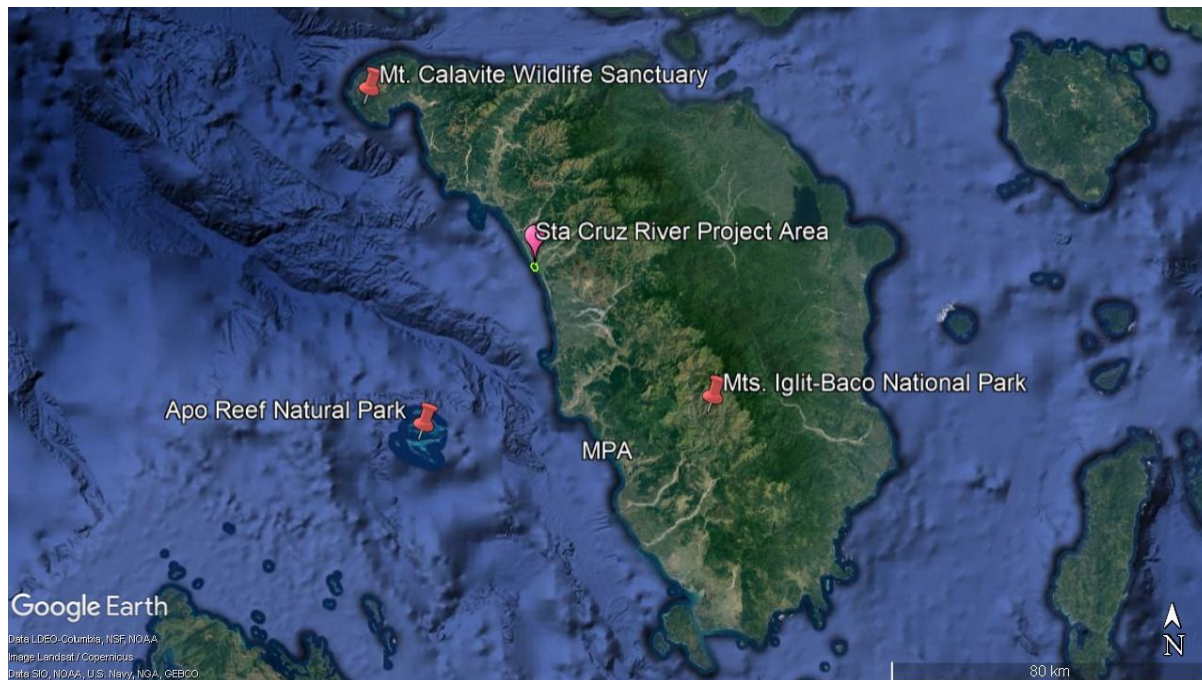 Mt. Calavite Wildlife Sanctuary
Sta Cruz River Project Area
Mts. Iglit-Baco National Park
Apo Reef Natural Park
MPA
Google Earth
Data LDEO-Columbia, NSF, NOAA
Image Landsat / Copernicus
Data SIO, NOAA, U.S. Navy, NGA, GEBCO
N
80 km